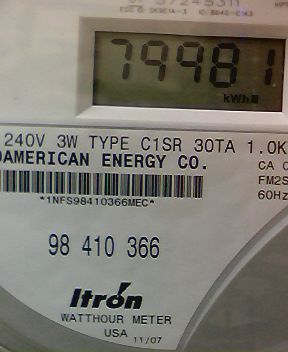 79981
kWh
240V 3W TYPE C1SR 30TA 1.0K
AMERICAN ENERGY CO.
CA
FM2S
60Hz
*1NFS98410366MEC*
98 410 366
Itron
WATTHOUR METER
USA 11/07